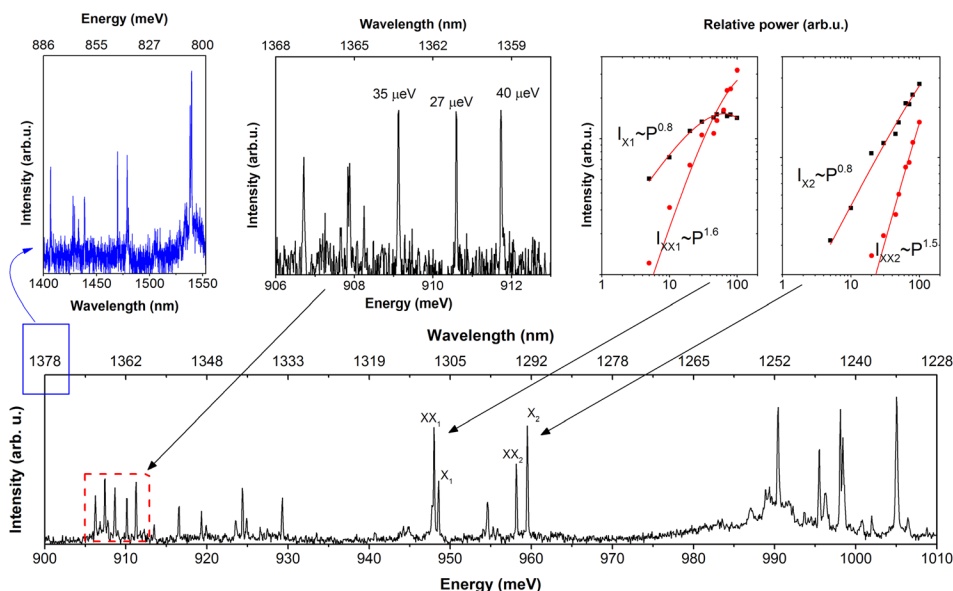 Energy (meV)
886 855 827 800
Intensity (arb.u.)
1400 1450 1500 1550
Wavelength (nm)
Wavelength (nm)
1368 1365 1362 1359
35 μeV
27 μeV
40 μeV
Intensity (arb.u.)
906 908 910 912
Energy (meV)
Relative power (arb.u.)
Intensity (arb.u.)
I_X1~P^0.8
I_XX1~P^1.6
1 10 100
I_X2~P^0.8
I_XX2~P^1.5
1 10 100
Wavelength (nm)
1378 1362 1348 1333 1319 1305 1292 1278 1265 1252 1240 1228
Intensity (arb. u.)
XX1
X1
XX2
X2
900 910 920 930 940 950 960 970 980 990 1000 1010
Energy (meV)